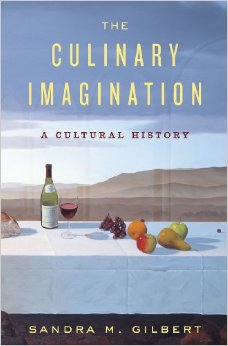 THE
CULINARY
IMAGINATION
A CULTURAL HISTORY
SANDRA M. GILBERT